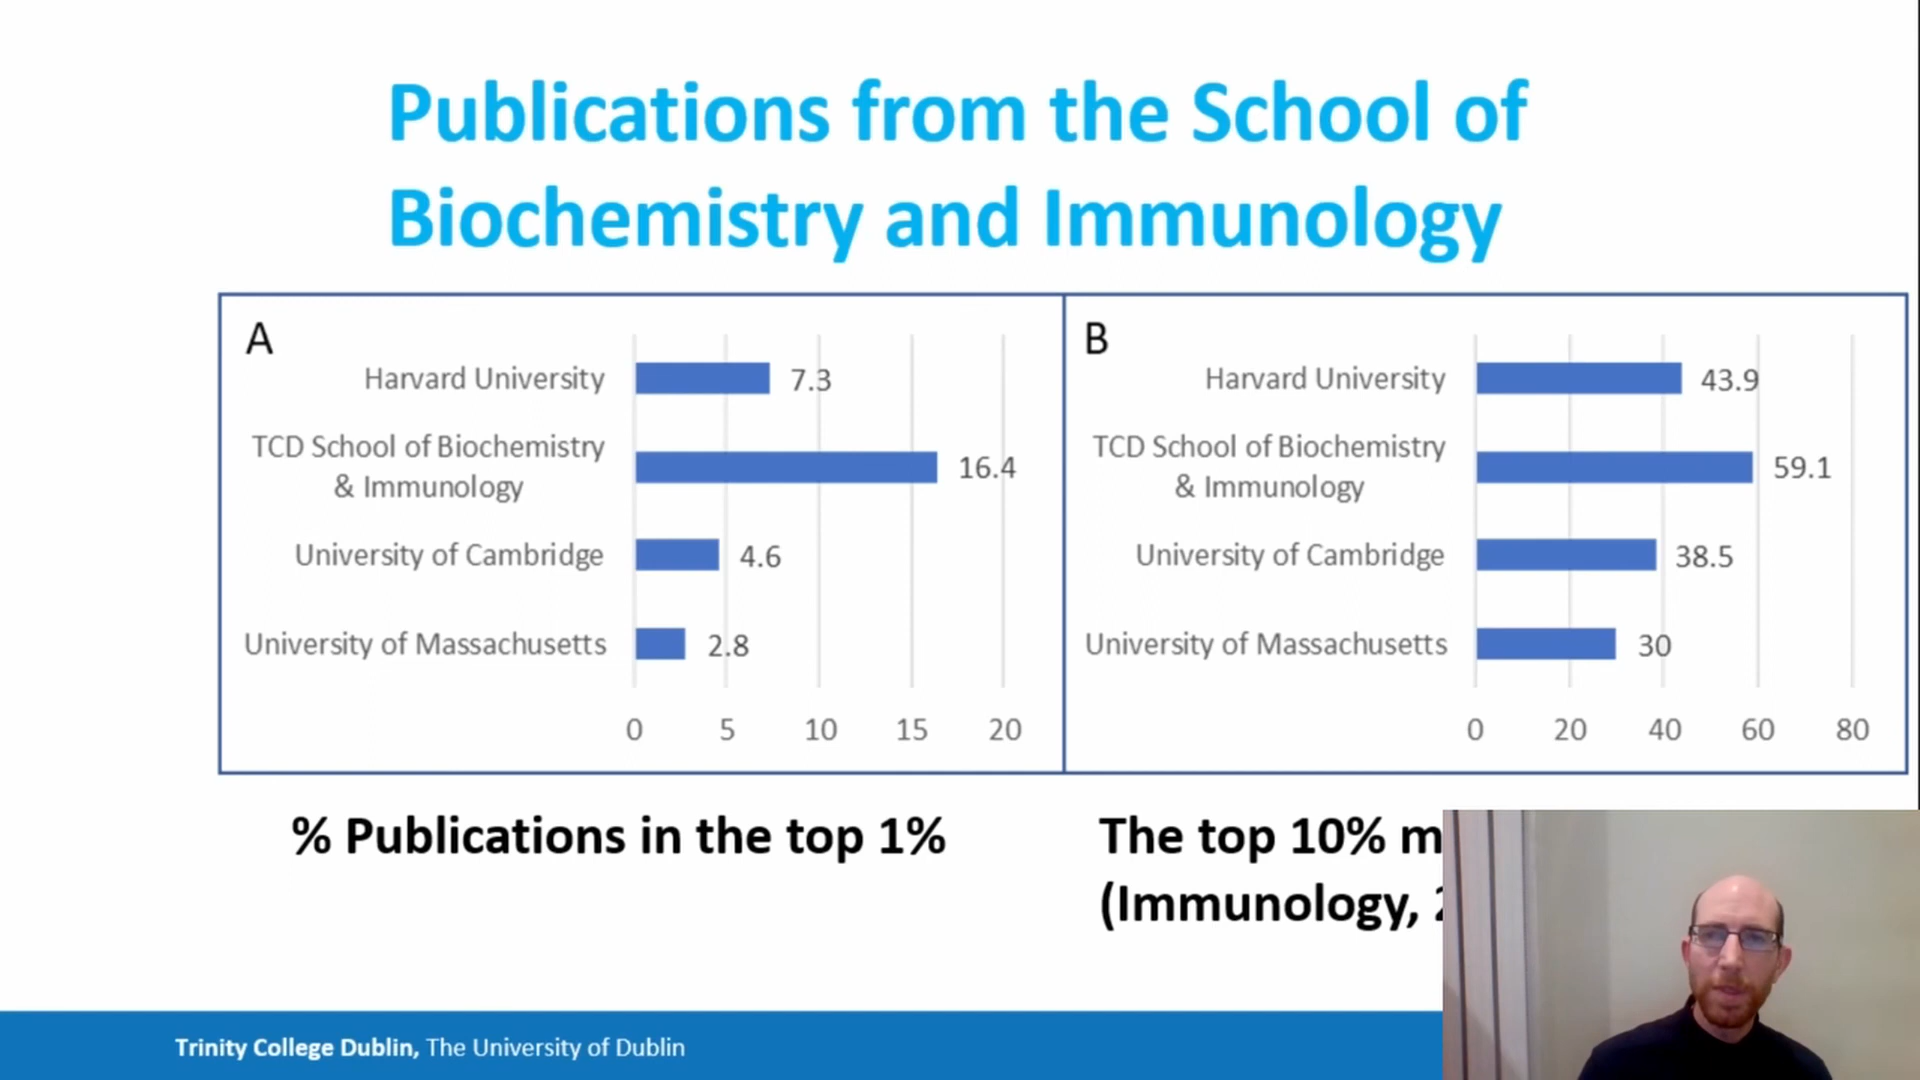 Publications from the School of
Biochemistry and Immunology
A
Harvard University 7.3
TCD School of Biochemistry
& Immunology 16.4
University of Cambridge 4.6
University of Massachusetts 2.8
0 5 10 15 20
B
Harvard University 43.9
TCD School of Biochemistry
& Immunology 59.1
University of Cambridge 38.5
University of Massachusetts 30
0 20 40 60 80
% Publications in the top 1%
The top 10%
(Immunology,
Trinity College Dublin, The University of Dublin